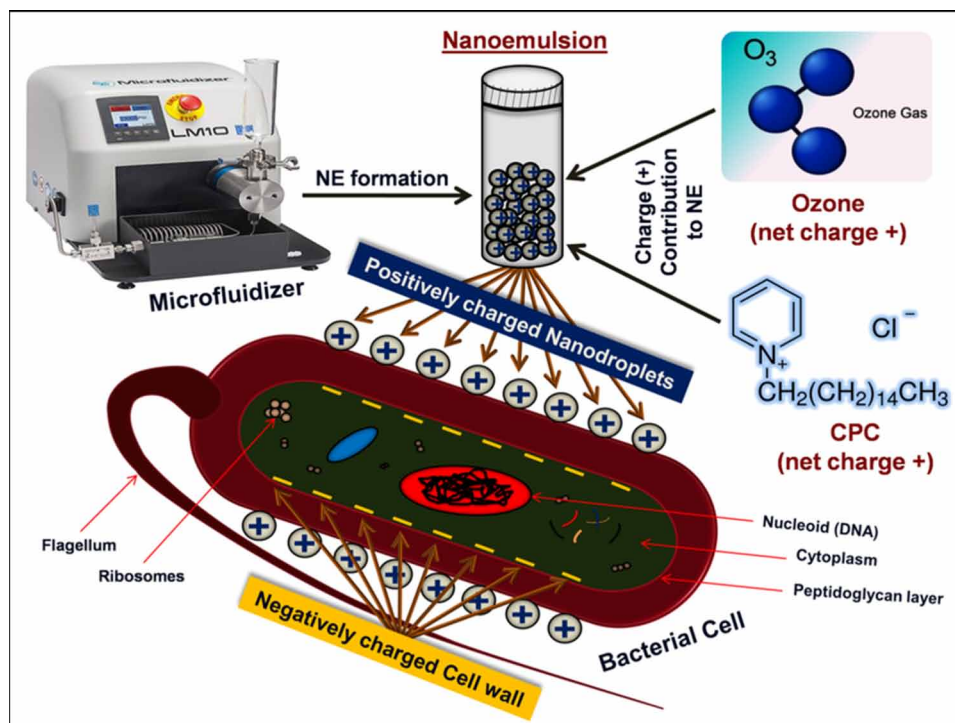 Nanoemulsion
Microfluidizer
LM10
NE formation
O3
Ozone Gas
Ozone
(net charge +)
Charge (+)
Contribution
to NE
Microfluidizer
Positively charged Nanodroplets
N+
Cl−
CH2(CH2)14CH3
CPC
(net charge +)
Flagellum
Ribosomes
Nucleoid (DNA)
Cytoplasm
Peptidoglycan layer
Negatively charged Cell wall
Bacterial Cell